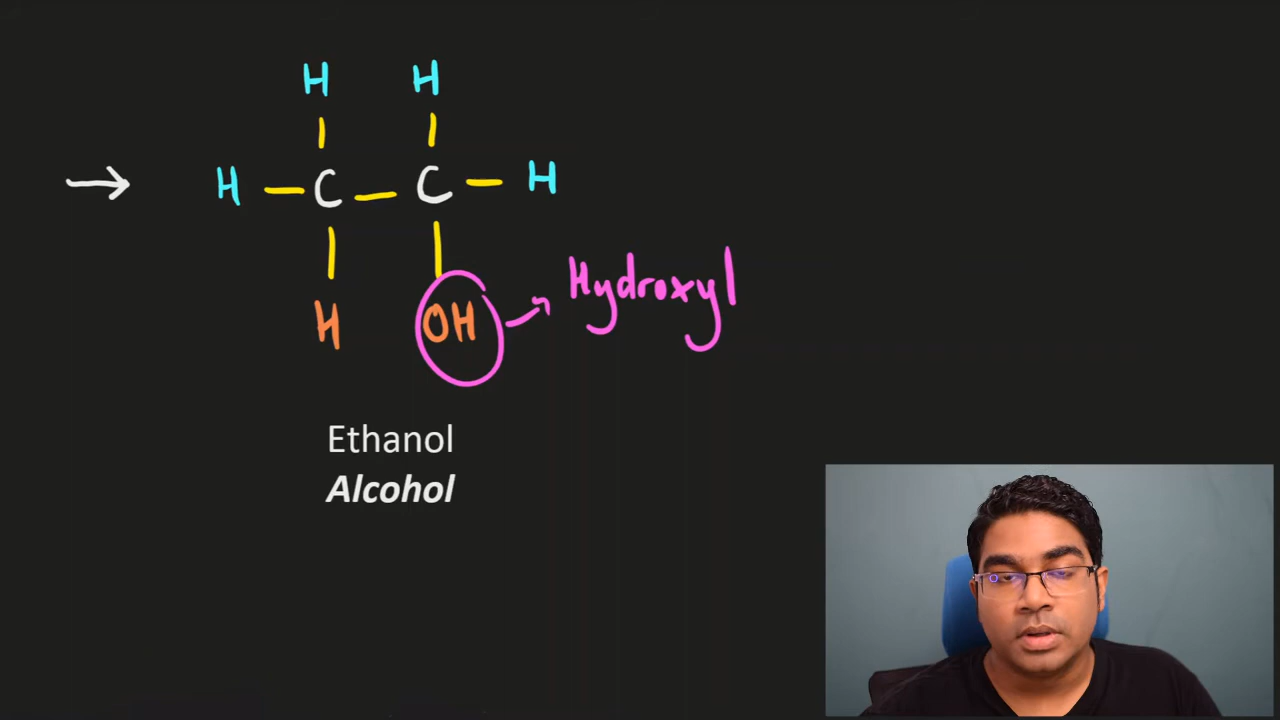 H H
→ H – C – C – H
H OH → Hydroxyl
Ethanol
Alcohol